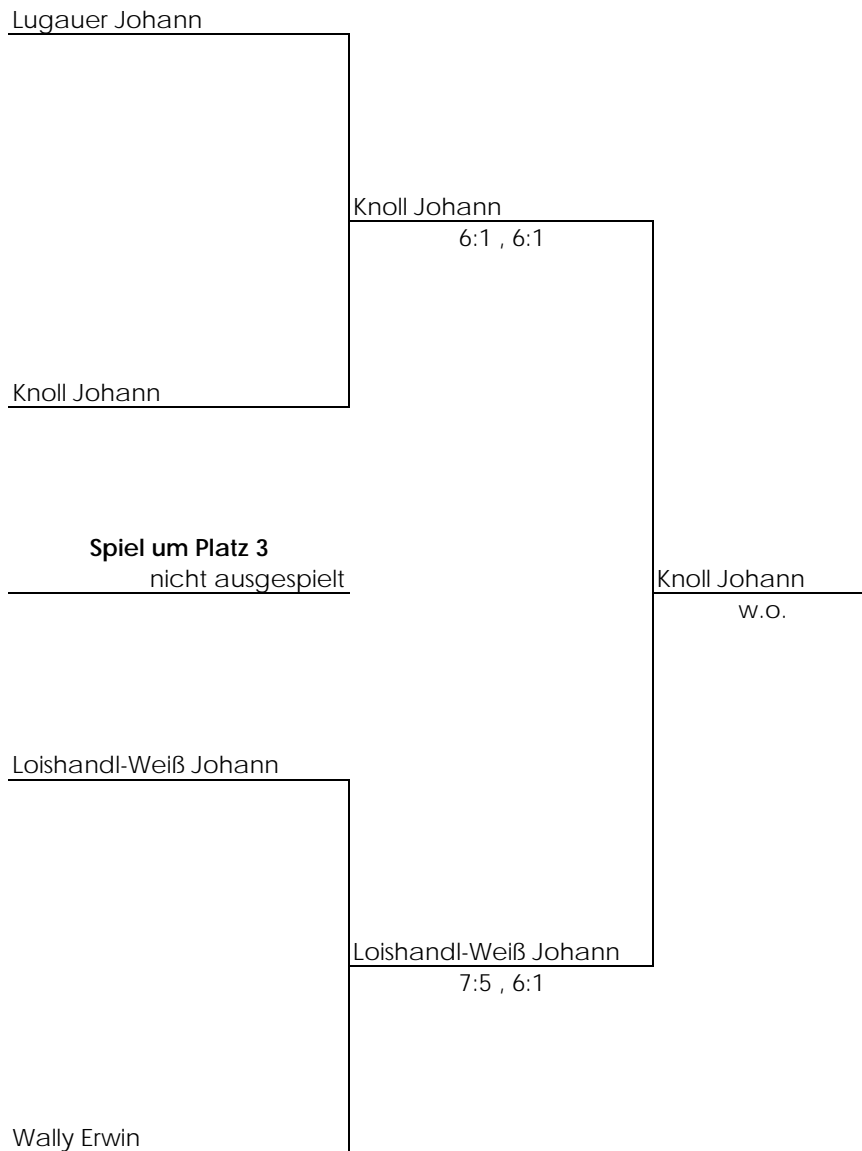 Lugauer Johann
Knoll Johann
6:1 , 6:1
Knoll Johann
Spiel um Platz 3
nicht ausgespielt
Knoll Johann
w.o.
Loishandl-Weiß Johann
Loishandl-Weiß Johann
7:5 , 6:1
Wally Erwin